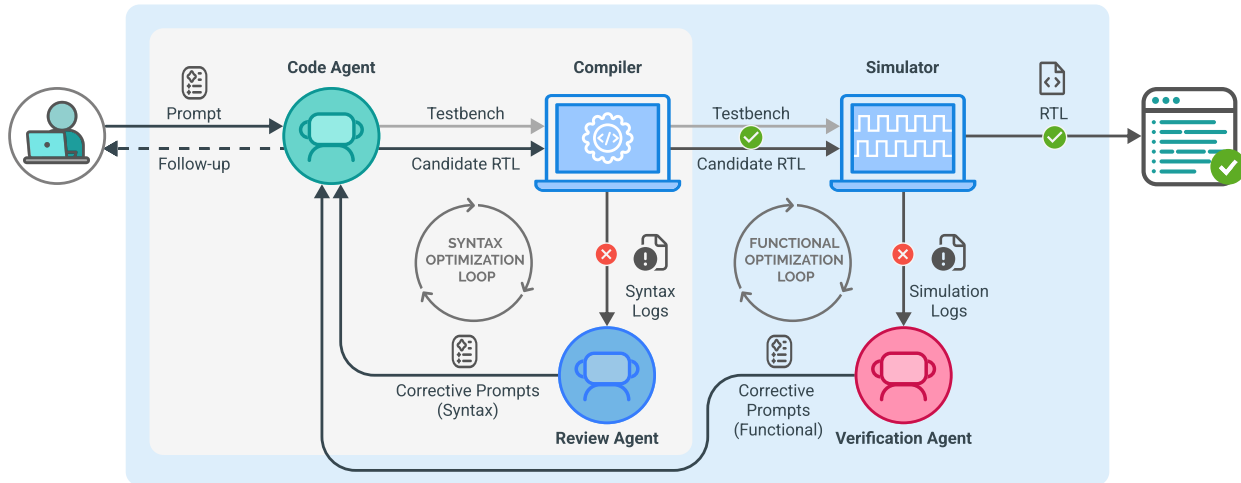 Code Agent
Compiler
Simulator
Prompt
Testbench
Testbench
RTL
Follow-up
Candidate RTL
Candidate RTL
</>
SYNTAX
OPTIMIZATION
LOOP
FUNCTIONAL
OPTIMIZATION
LOOP
Syntax
Logs
Simulation
Logs
Corrective Prompts
(Syntax)
Corrective
Prompts
(Functional)
Review Agent
Verification Agent